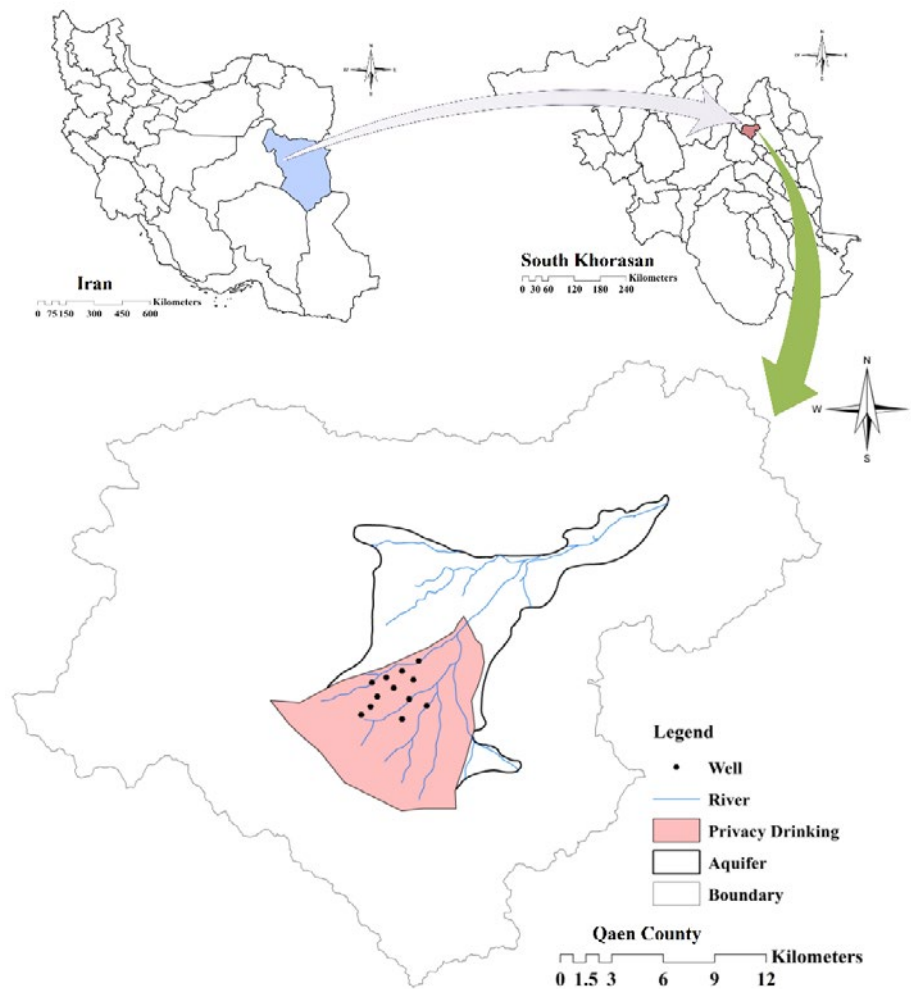 N
W E
S
N
W E
S
Iran
Kilometers
0 75 150 300 450 600
South Khorasan
Kilometers
0 30 60 120 180 240
N
W
S
Legend
Well
River
Privacy Drinking
Aquifer
Boundary
Qaen County
Kilometers
0 1.5 3 6 9 12